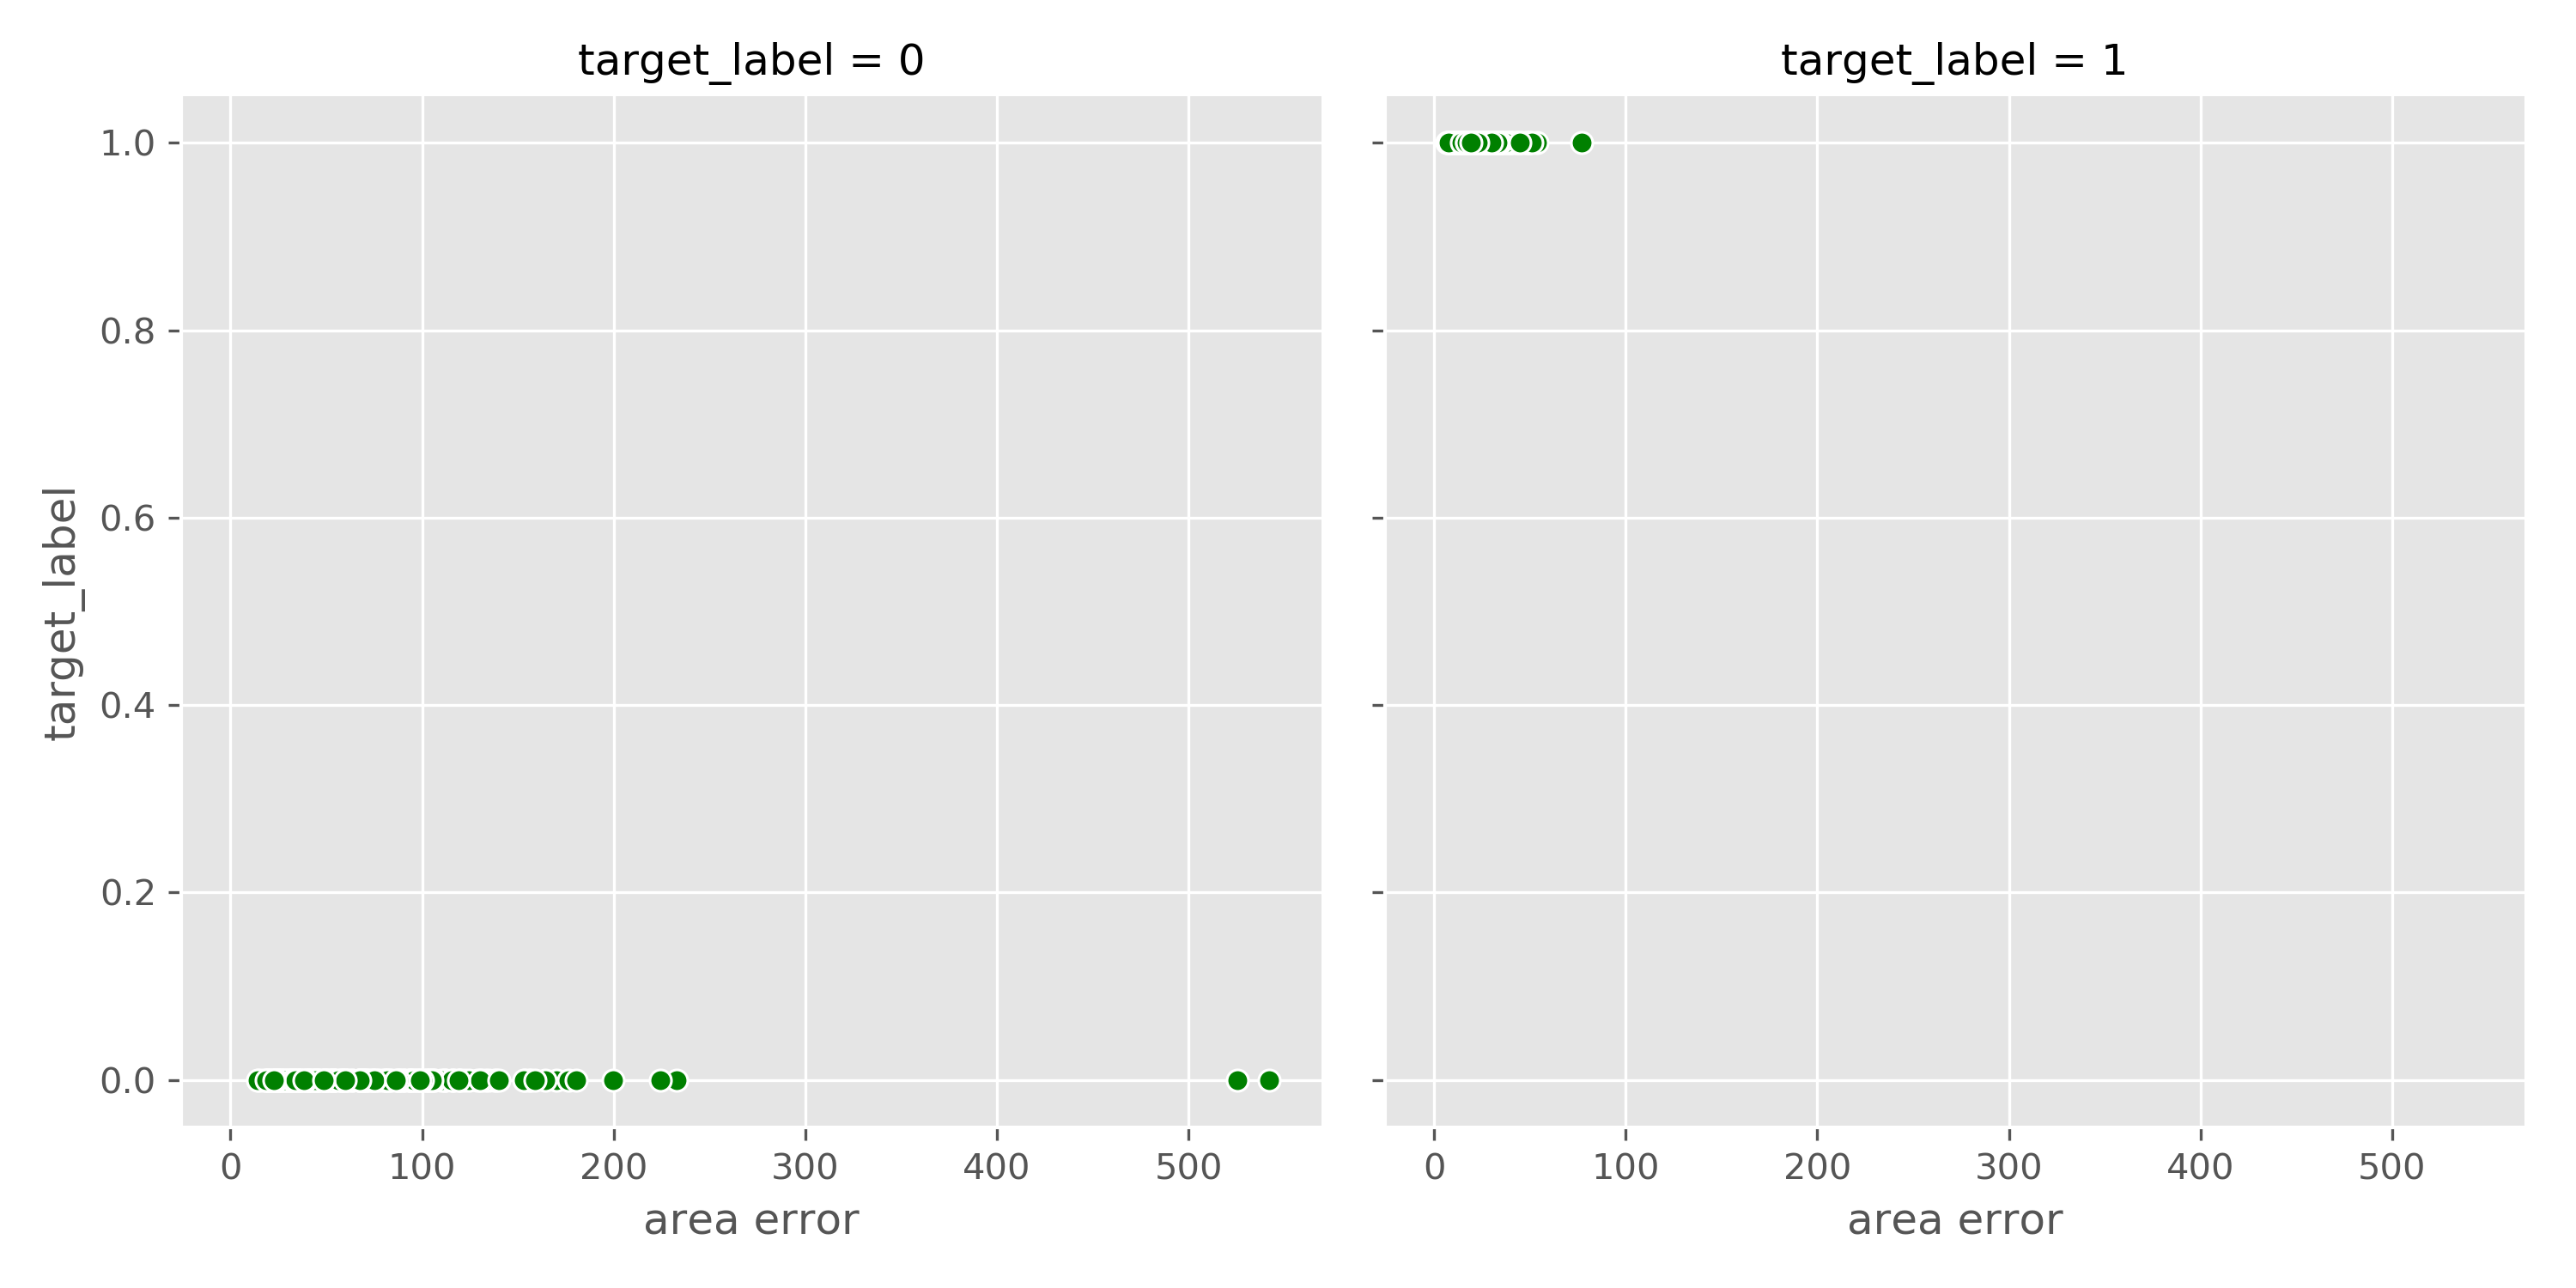 target_label = 0
target_label = 1
target_label
1.0
0.8
0.6
0.4
0.2
0.0
0 100 200 300 400 500
0 100 200 300 400 500
area error
area error